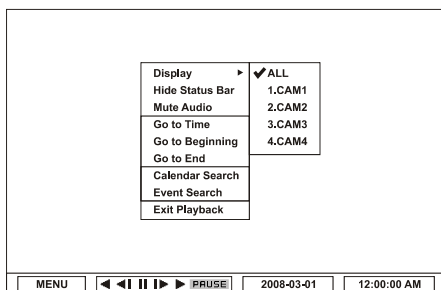 Display
Hide Status Bar
Mute Audio
Go to Time
Go to Beginning
Go to End
Calendar Search
Event Search
Exit Playback
ALL
1.CAM1
2.CAM2
3.CAM3
4.CAM4
MENU PAUSE 2008-03-01 12:00:00 AM